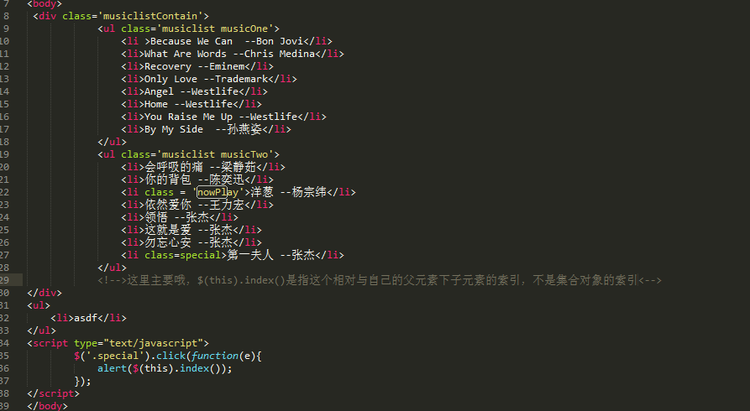 7 <body>
8 <div class='musiclistContain'>
9 <ul class='musiclist musicOne'>
10 <li >Because We Can --Bon Jovi</li>
11 <li>What Are Words --Chris Medina</li>
12 <li>Recovery --Eminem</li>
13 <li>Only Love --Trademark</li>
14 <li>Angel --Westlife</li>
15 <li>Home --Westlife</li>
16 <li>You Raise Me Up --Westlife</li>
17 <li>By My Side --孙燕姿</li>
18 </ul>
19 <ul class='musiclist musicTwo'>
20 <li>会呼吸的痛 --梁静茹</li>
21 <li>你的背包 --陈奕迅</li>
22 <li class = 'nowPlay'>洋葱 --杨宗纬</li>
23 <li>依然爱你 --王力宏</li>
24 <li>领悟 --张杰</li>
25 <li>这就是爱 --张杰</li>
26 <li>勿忘心安 --张杰</li>
27 <li class=special>第一夫人 --张杰</li>
28 </ul>
29 <!-->这里主要哦，$(this).index()是指这个相对与自己的父元素下子元素的索引，不是集合对象的索引<-->
30 </div>
31 <ul>
32 <li>asdf</li>
33 </ul>
34 <script type="text/javascript">
35 $('.special').click(function(e){
36 alert($(this).index());
37 });
38 </script>
39 </body>